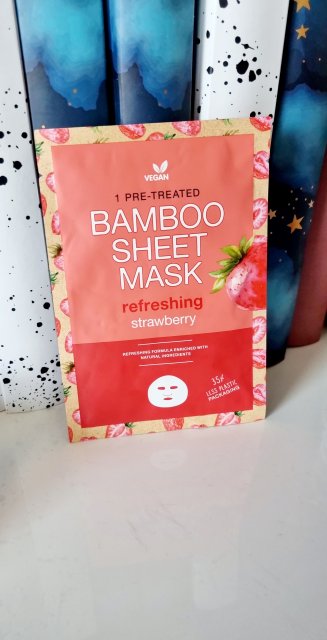 VEGAN
1 PRE-TREATED
BAMBOO
SHEET
MASK
refreshing
strawberry
REFRESHING FORMULA ENRICHED WITH
NATURAL INGREDIENTS
35%
LESS PLASTIC
PACKAGING